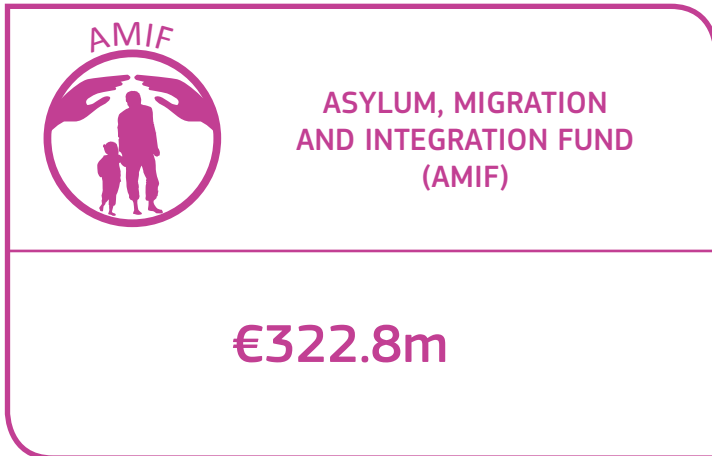 AMIF
ASYLUM, MIGRATION
AND INTEGRATION FUND
(AMIF)
€322.8m